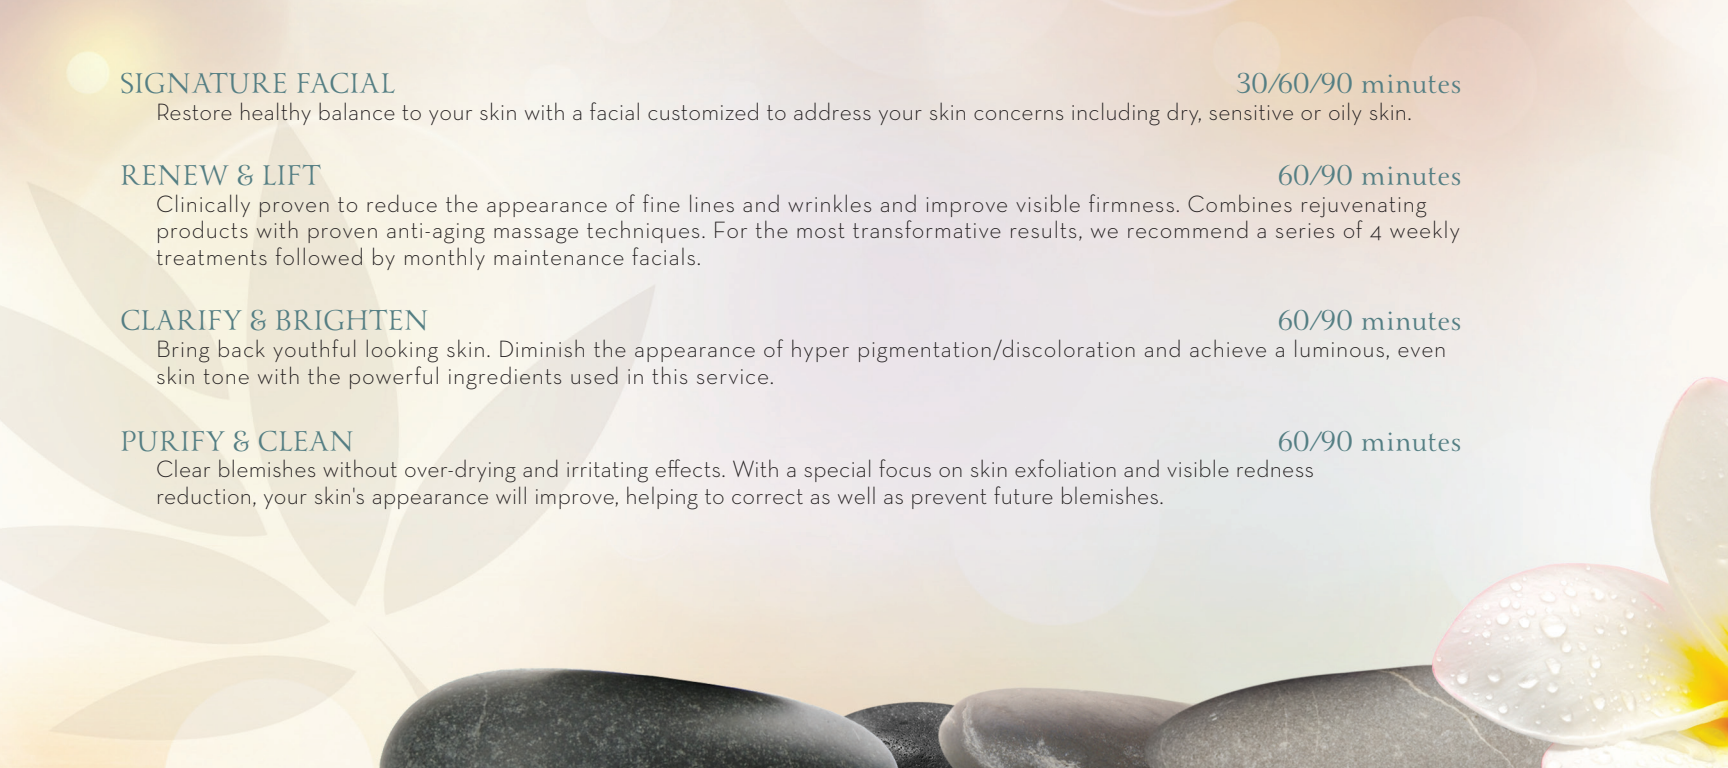 SIGNATURE FACIAL 30/60/90 minutes
Restore healthy balance to your skin with a facial customized to address your skin concerns including dry, sensitive or oily skin.
RENEW & LIFT 60/90 minutes
Clinically proven to reduce the appearance of fine lines and wrinkles and improve visible firmness. Combines rejuvenating
products with proven anti-aging massage techniques. For the most transformative results, we recommend a series of 4 weekly
treatments followed by monthly maintenance facials.
CLARIFY & BRIGHTEN 60/90 minutes
Bring back youthful looking skin. Diminish the appearance of hyper pigmentation/discoloration and achieve a luminous, even
skin tone with the powerful ingredients used in this service.
PURIFY & CLEAN 60/90 minutes
Clear blemishes without over-drying and irritating effects. With a special focus on skin exfoliation and visible redness
reduction, your skin's appearance will improve, helping to correct as well as prevent future blemishes.